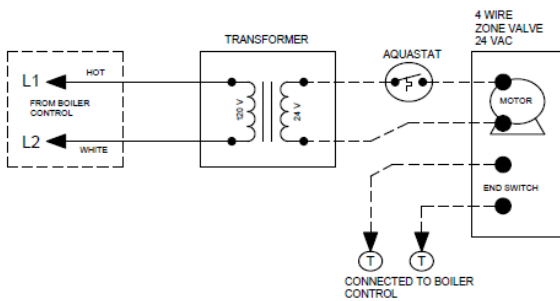 4 WIRE
ZONE VALVE
24 VAC
TRANSFORMER
AQUASTAT
L1
HOT
FROM BOILER
CONTROL
120 V
24 V
MOTOR
L2
WHITE
END SWITCH
T
T
CONNECTED TO BOILER
CONTROL